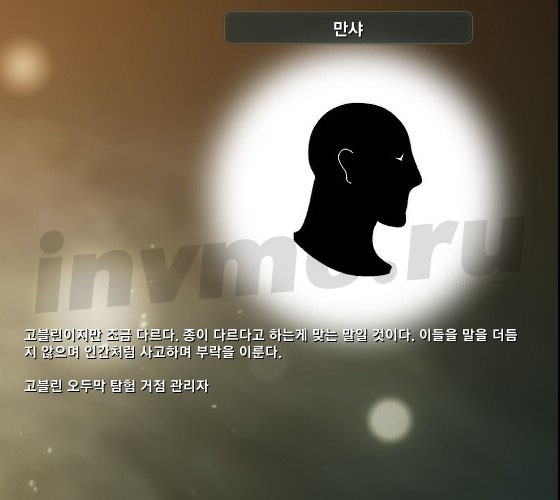 만샤
invme.ru
고블린이지만 조금 다르다. 종이 다르다고 하는게 맞는 말일 것이다. 이들을 말을 더듬
지 않으며 인간처럼 사고하며 부락을 이룬다.
고블린 오두막 탐험 거점 관리자